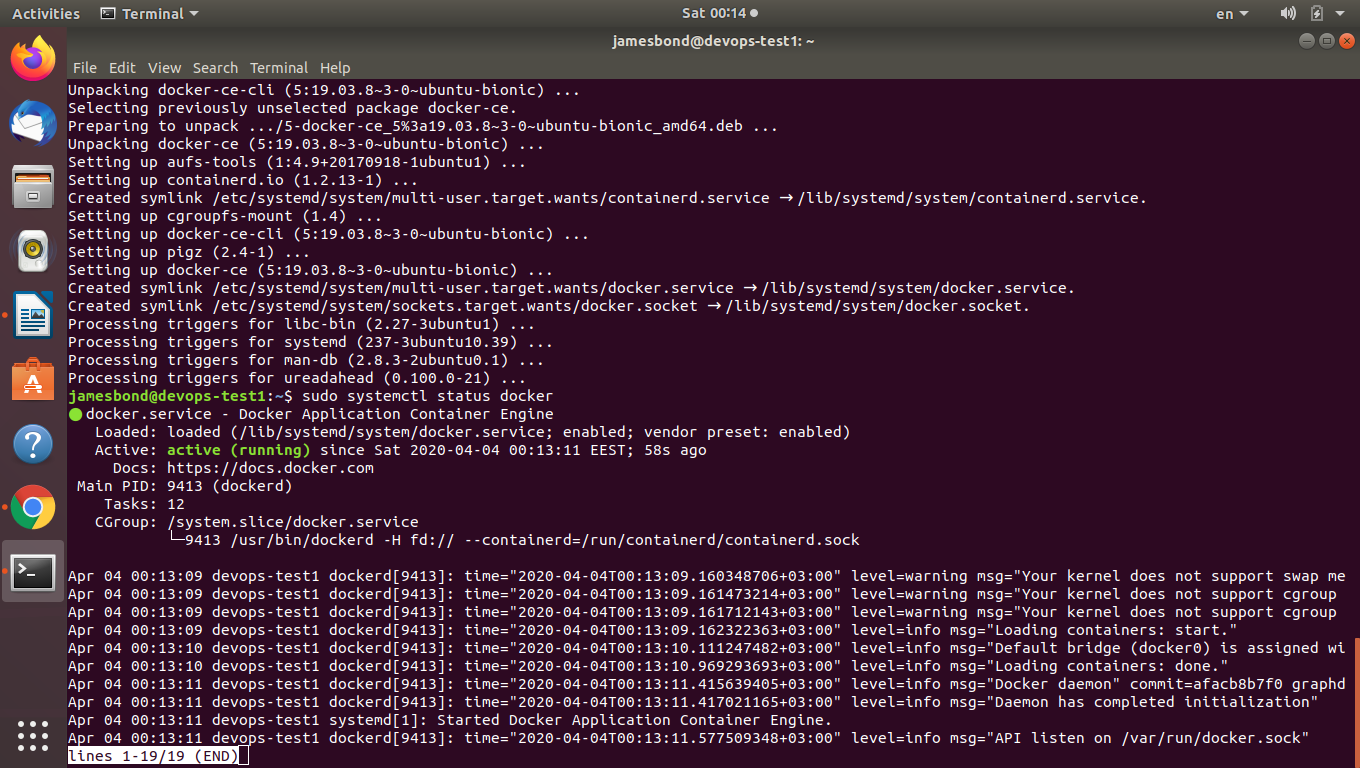 Activities Terminal Sat 00:14 en
jamesbond@devops-test1: ~
File Edit View Search Terminal Help
Unpacking docker-ce-cli (5:19.03.8~3-0~ubuntu-bionic) ...
Selecting previously unselected package docker-ce.
Preparing to unpack .../5-docker-ce_5%3a19.03.8~3-0~ubuntu-bionic_amd64.deb ...
Unpacking docker-ce (5:19.03.8~3-0~ubuntu-bionic) ...
Setting up aufs-tools (1:4.9+20170918-1ubuntu1) ...
Setting up containerd.io (1.2.13-1) ...
Created symlink /etc/systemd/system/multi-user.target.wants/containerd.service → /lib/systemd/system/containerd.service.
Setting up cgroupfs-mount (1.4) ...
Setting up docker-ce-cli (5:19.03.8~3-0~ubuntu-bionic) ...
Setting up pigz (2.4-1) ...
Setting up docker-ce (5:19.03.8~3-0~ubuntu-bionic) ...
Created symlink /etc/systemd/system/multi-user.target.wants/docker.service → /lib/systemd/system/docker.service.
Created symlink /etc/systemd/system/sockets.target.wants/docker.socket → /lib/systemd/system/docker.socket.
Processing triggers for libc-bin (2.27-3ubuntu1) ...
Processing triggers for systemd (237-3ubuntu10.39) ...
Processing triggers for man-db (2.8.3-2ubuntu0.1) ...
Processing triggers for ureadahead (0.100.0-21) ...
jamesbond@devops-test1:~$ sudo systemctl status docker
● docker.service - Docker Application Container Engine
Loaded: loaded (/lib/systemd/system/docker.service; enabled; vendor preset: enabled)
Active: active (running) since Sat 2020-04-04 00:13:11 EEST; 58s ago
Docs: https://docs.docker.com
Main PID: 9413 (dockerd)
Tasks: 12
CGroup: /system.slice/docker.service
└─9413 /usr/bin/dockerd -H fd:// --containerd=/run/containerd/containerd.sock
Apr 04 00:13:09 devops-test1 dockerd[9413]: time="2020-04-04T00:13:09.160348706+03:00" level=warning msg="Your kernel does not support swap me
Apr 04 00:13:09 devops-test1 dockerd[9413]: time="2020-04-04T00:13:09.161473214+03:00" level=warning msg="Your kernel does not support cgroup
Apr 04 00:13:09 devops-test1 dockerd[9413]: time="2020-04-04T00:13:09.161712143+03:00" level=warning msg="Your kernel does not support cgroup
Apr 04 00:13:09 devops-test1 dockerd[9413]: time="2020-04-04T00:13:09.162322363+03:00" level=info msg="Loading containers: start."
Apr 04 00:13:10 devops-test1 dockerd[9413]: time="2020-04-04T00:13:10.111247482+03:00" level=info msg="Default bridge (docker0) is assigned wi
Apr 04 00:13:10 devops-test1 dockerd[9413]: time="2020-04-04T00:13:10.969293693+03:00" level=info msg="Loading containers: done."
Apr 04 00:13:11 devops-test1 dockerd[9413]: time="2020-04-04T00:13:11.415639405+03:00" level=info msg="Docker daemon" commit=afacb8b7f0 graphd
Apr 04 00:13:11 devops-test1 dockerd[9413]: time="2020-04-04T00:13:11.417021165+03:00" level=info msg="Daemon has completed initialization"
Apr 04 00:13:11 devops-test1 systemd[1]: Started Docker Application Container Engine.
Apr 04 00:13:11 devops-test1 dockerd[9413]: time="2020-04-04T00:13:11.577509348+03:00" level=info msg="API listen on /var/run/docker.sock"
lines 1-19/19 (END)